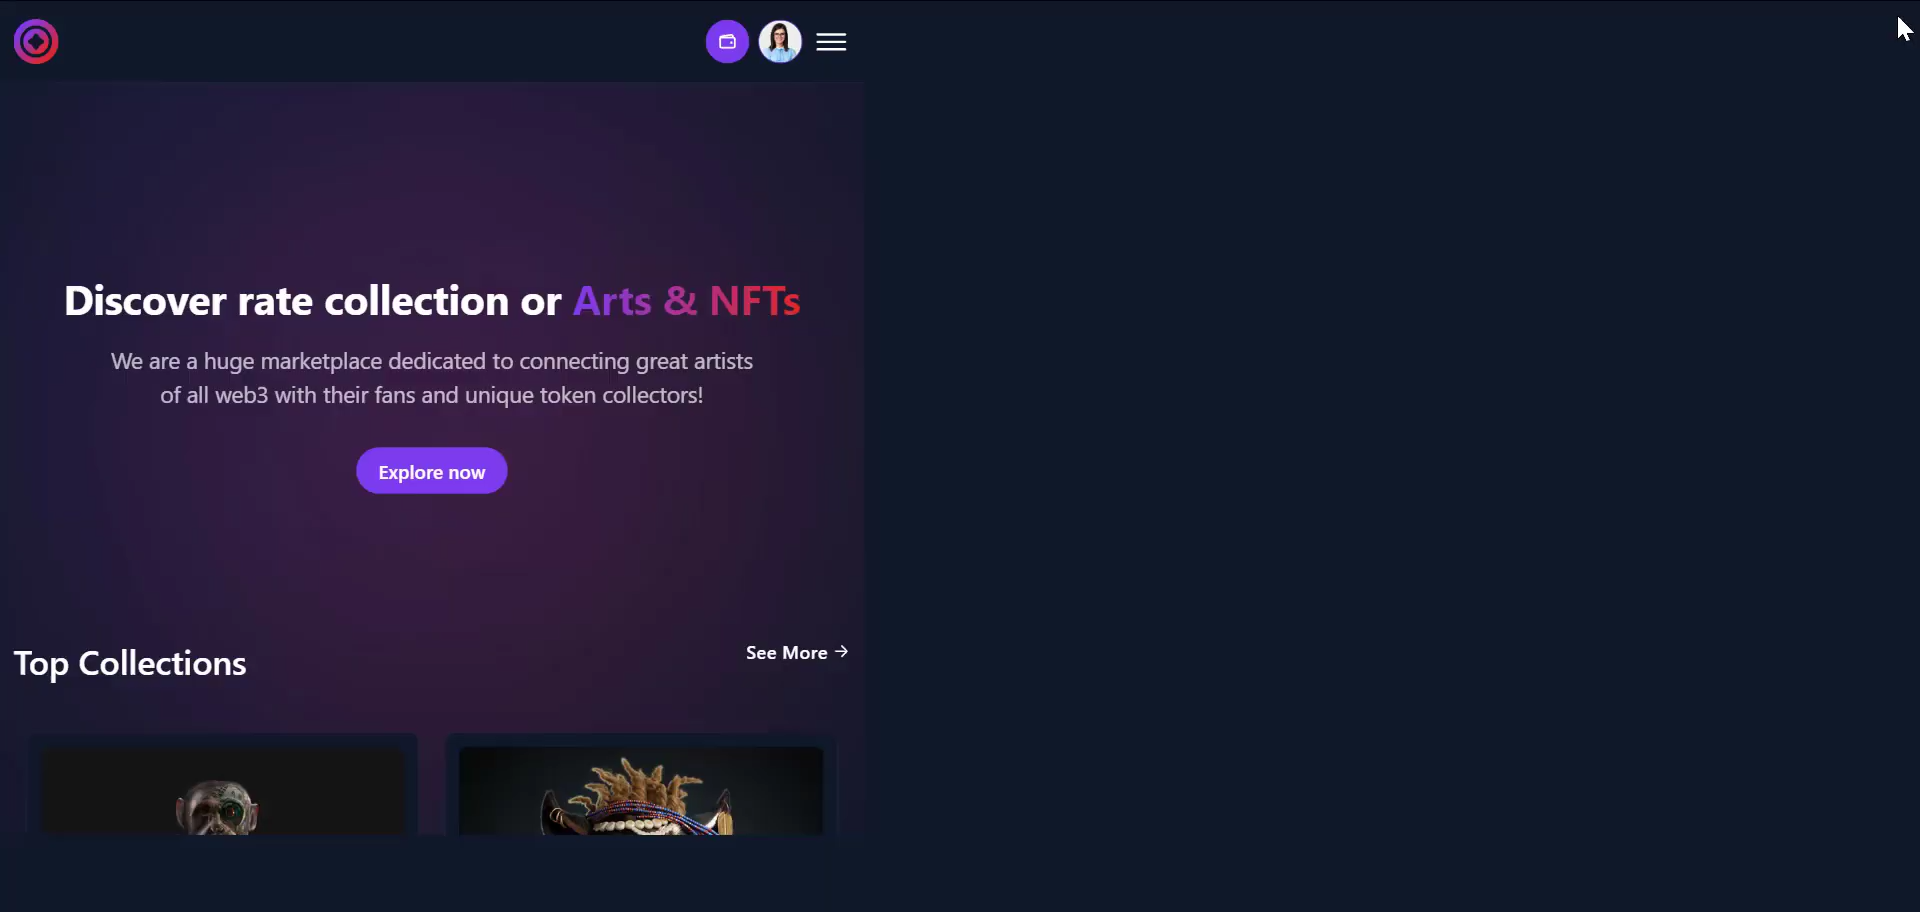 Discover rate collection or Arts & NFTs
We are a huge marketplace dedicated to connecting great artists
of all web3 with their fans and unique token collectors!
Explore now
Top Collections
See More →